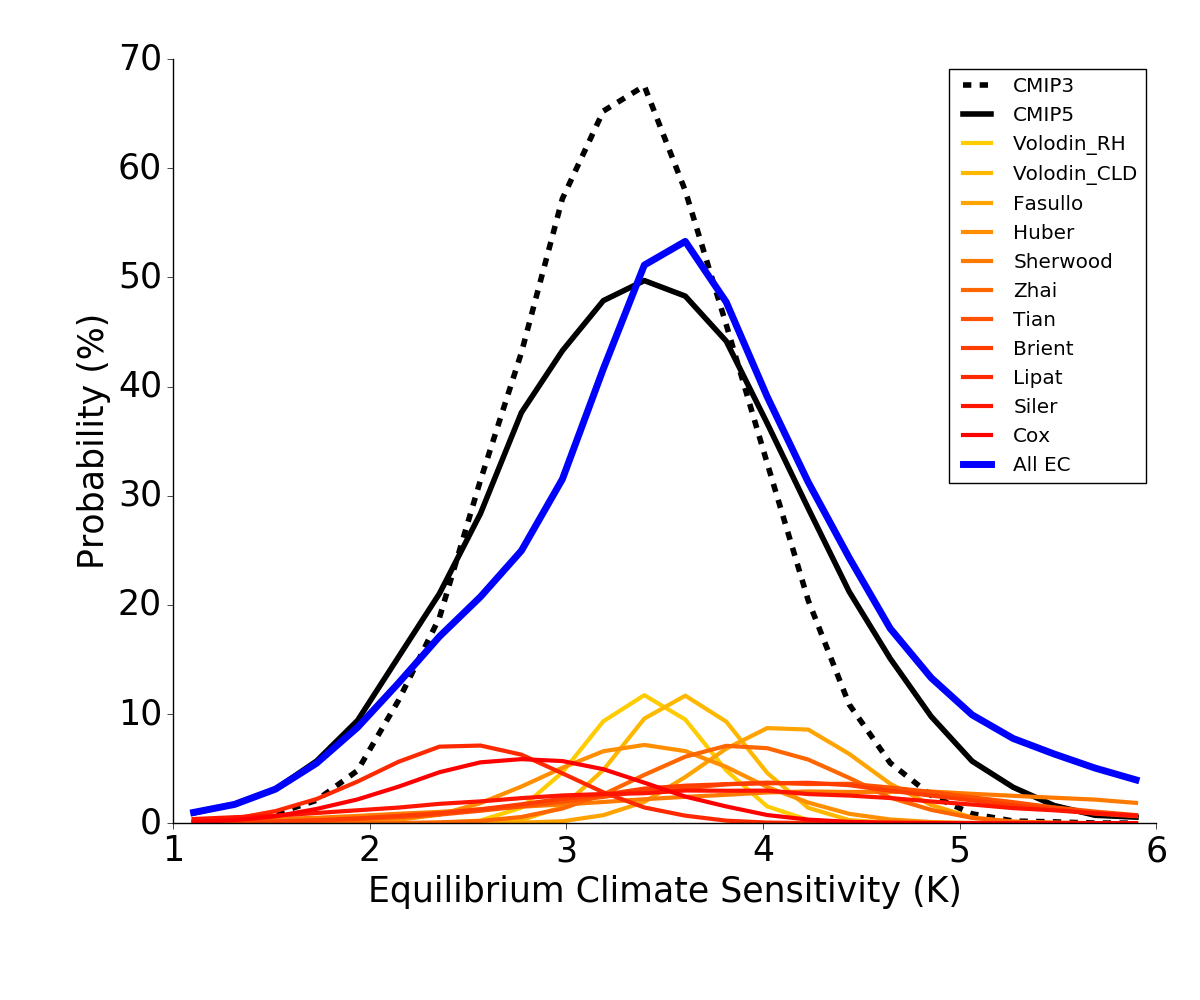 70
60
50
40
30
20
10
0
Probability (%)
1 2 3 4 5 6
Equilibrium Climate Sensitivity (K)
CMIP3
CMIP5
Volodin_RH
Volodin_CLD
Fasullo
Huber
Sherwood
Zhai
Tian
Brient
Lipat
Siler
Cox
All EC